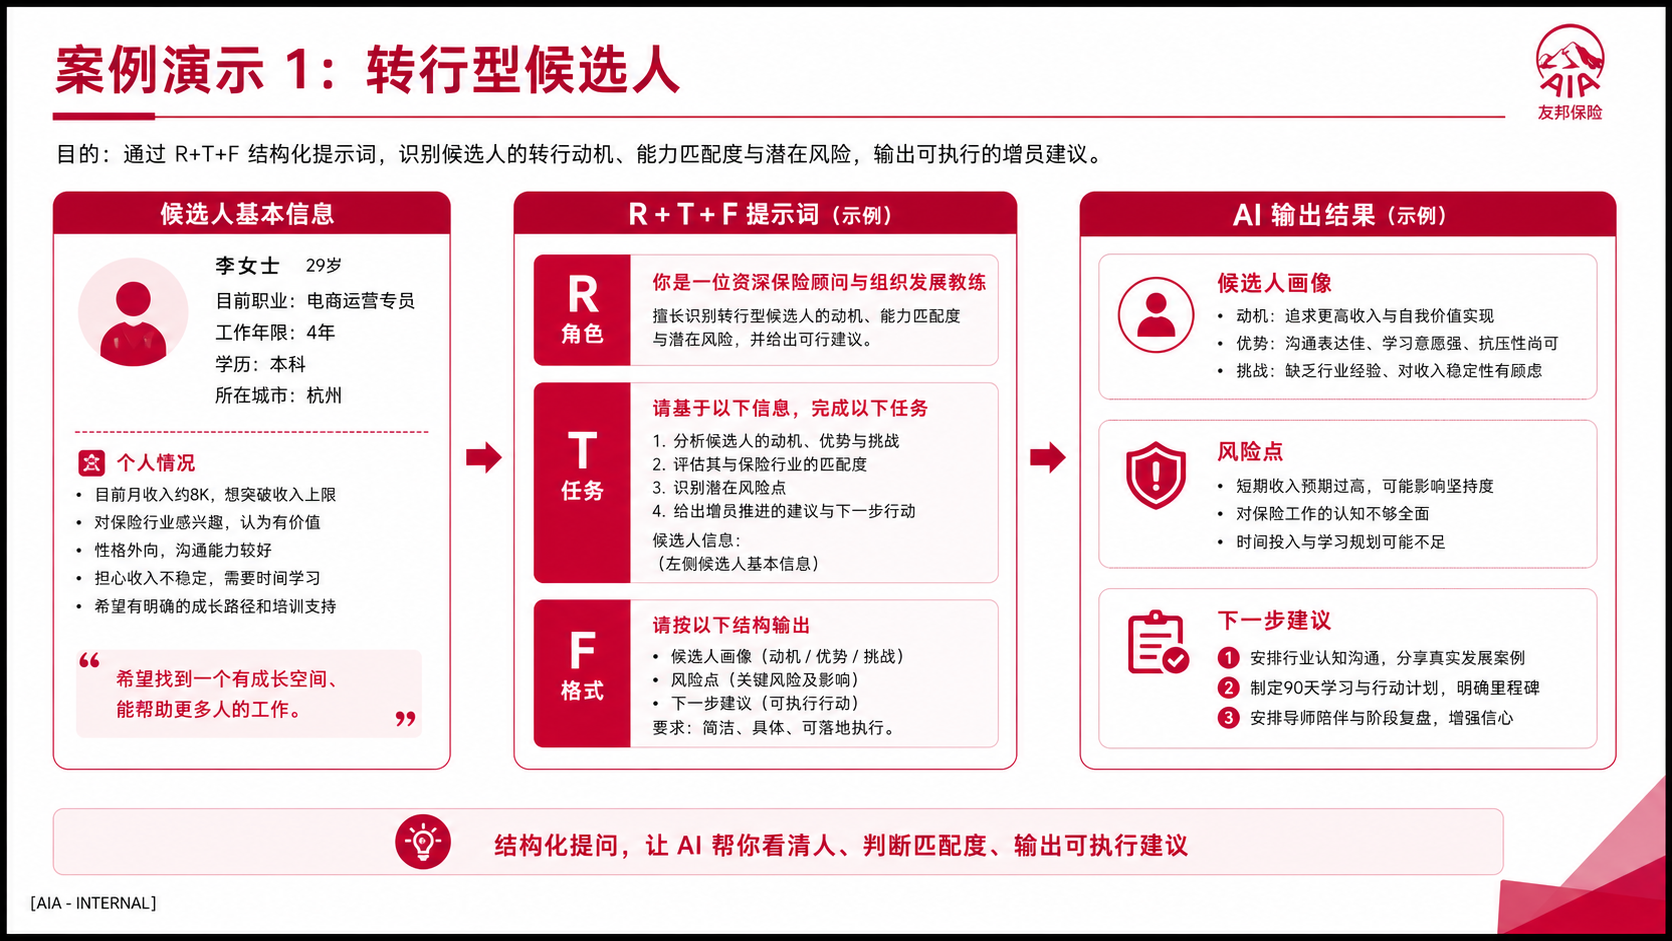 案例演示 1：转行型候选人
AIA
友邦保险
目的：通过 R+T+F 结构化提示词，识别候选人的转行动机、能力匹配度与潜在风险，输出可执行的增员建议。
候选人基本信息
李女士 29岁
目前职业：电商运营专员
工作年限：4年
学历：本科
所在城市：杭州
个人情况
• 目前月收入约8K，想突破收入上限
• 对保险行业感兴趣，认为有价值
• 性格外向，沟通能力较好
• 担心收入不稳定，需要时间学习
• 希望有明确的成长路径和培训支持
“希望找到一个有成长空间、
能帮助更多人的工作。”
R+T+F 提示词（示例）
R
角色
你是一位资深保险顾问与组织发展教练
擅长识别转行型候选人的动机、能力匹配度
与潜在风险，并给出可行建议。
T
任务
请基于以下信息，完成以下任务
1. 分析候选人的动机、优势与挑战
2. 评估其与保险行业的匹配度
3. 识别潜在风险点
4. 给出增员推进的建议与下一步行动
候选人信息：
（左侧候选人基本信息）
F
格式
请按以下结构输出
• 候选人画像（动机 / 优势 / 挑战）
• 风险点（关键风险及影响）
• 下一步建议（可执行行动）
要求：简洁、具体、可落地执行。
AI 输出结果（示例）
候选人画像
• 动机：追求更高收入与自我价值实现
• 优势：沟通表达佳、学习意愿强、抗压性尚可
• 挑战：缺乏行业经验、对收入稳定性有顾虑
风险点
• 短期收入预期过高，可能影响坚持度
• 对保险工作的认知不够全面
• 时间投入与学习规划可能不足
下一步建议
1 安排行业认知沟通，分享真实发展案例
2 制定90天学习与行动计划，明确里程碑
3 安排导师陪伴与阶段复盘，增强信心
结构化提问，让 AI 帮你看清人、判断匹配度、输出可执行建议
[AIA - INTERNAL]